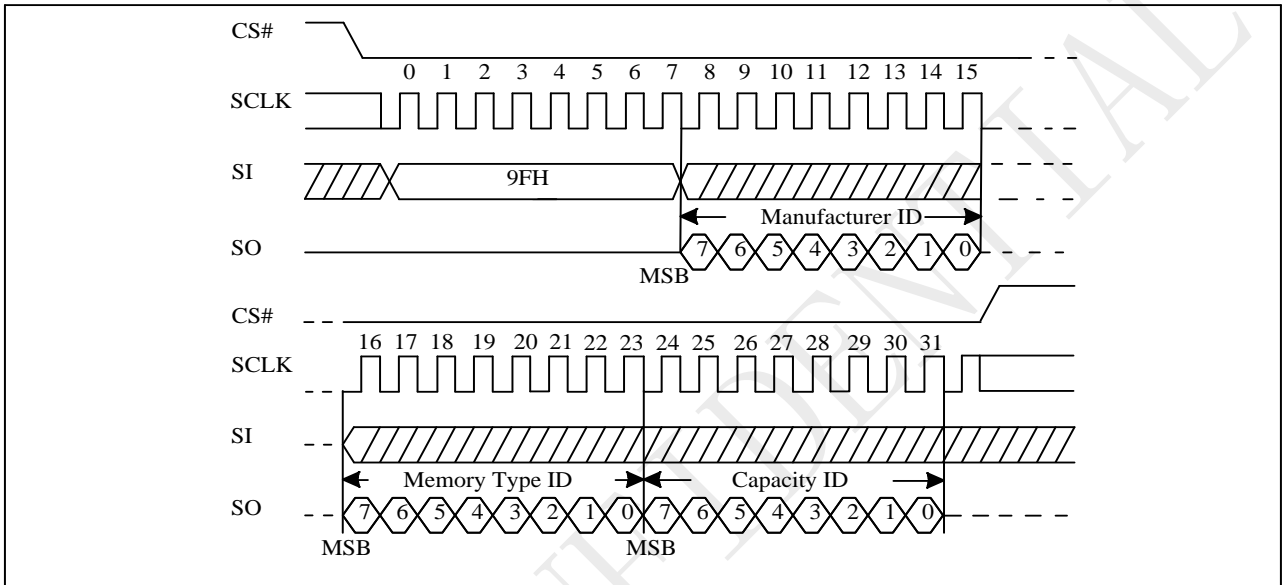 CS#
0 1 2 3 4 5 6 7 8 9 10 11 12 13 14 15
SCLK
SI
9FH
Manufacturer ID
SO
7 6 5 4 3 2 1 0
MSB
CS#
16 17 18 19 20 21 22 23 24 25 26 27 28 29 30 31
SCLK
SI
Memory Type ID Capacity ID
SO
7 6 5 4 3 2 1 0 7 6 5 4 3 2 1 0
MSB MSB
IDENTIAL